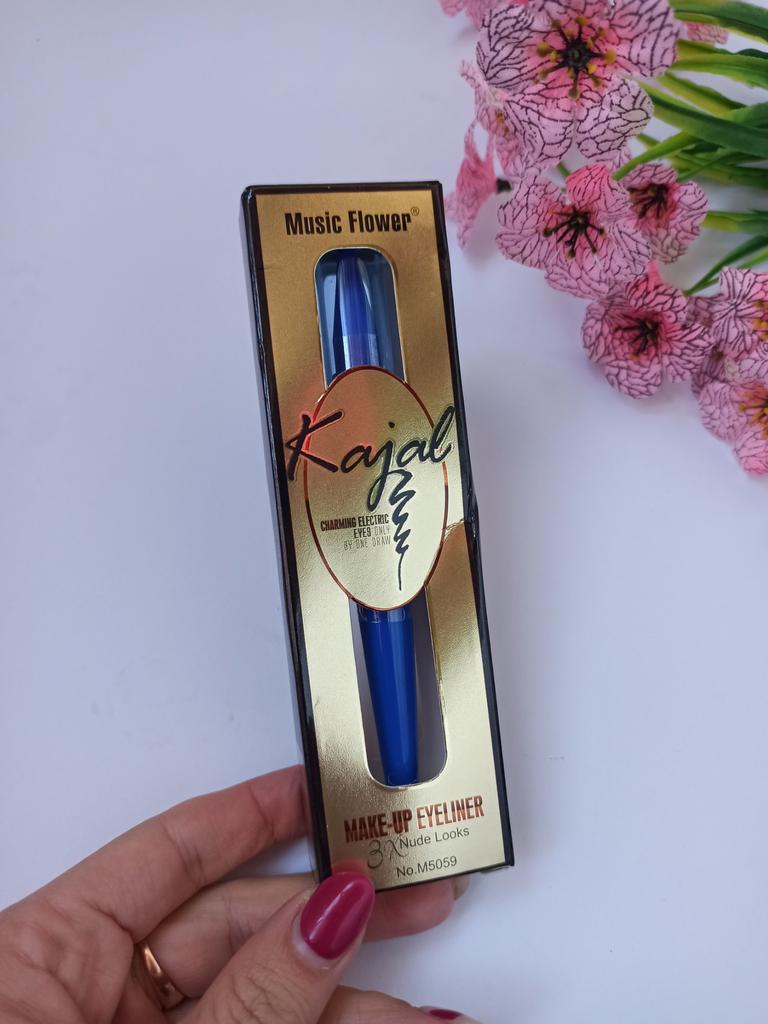 Music Flower®
Kajal
CHARMING ELECTRIC
EYES ONLY
BY ONE DRAW
MAKE-UP EYELINER
3X Nude Looks
No.M5059